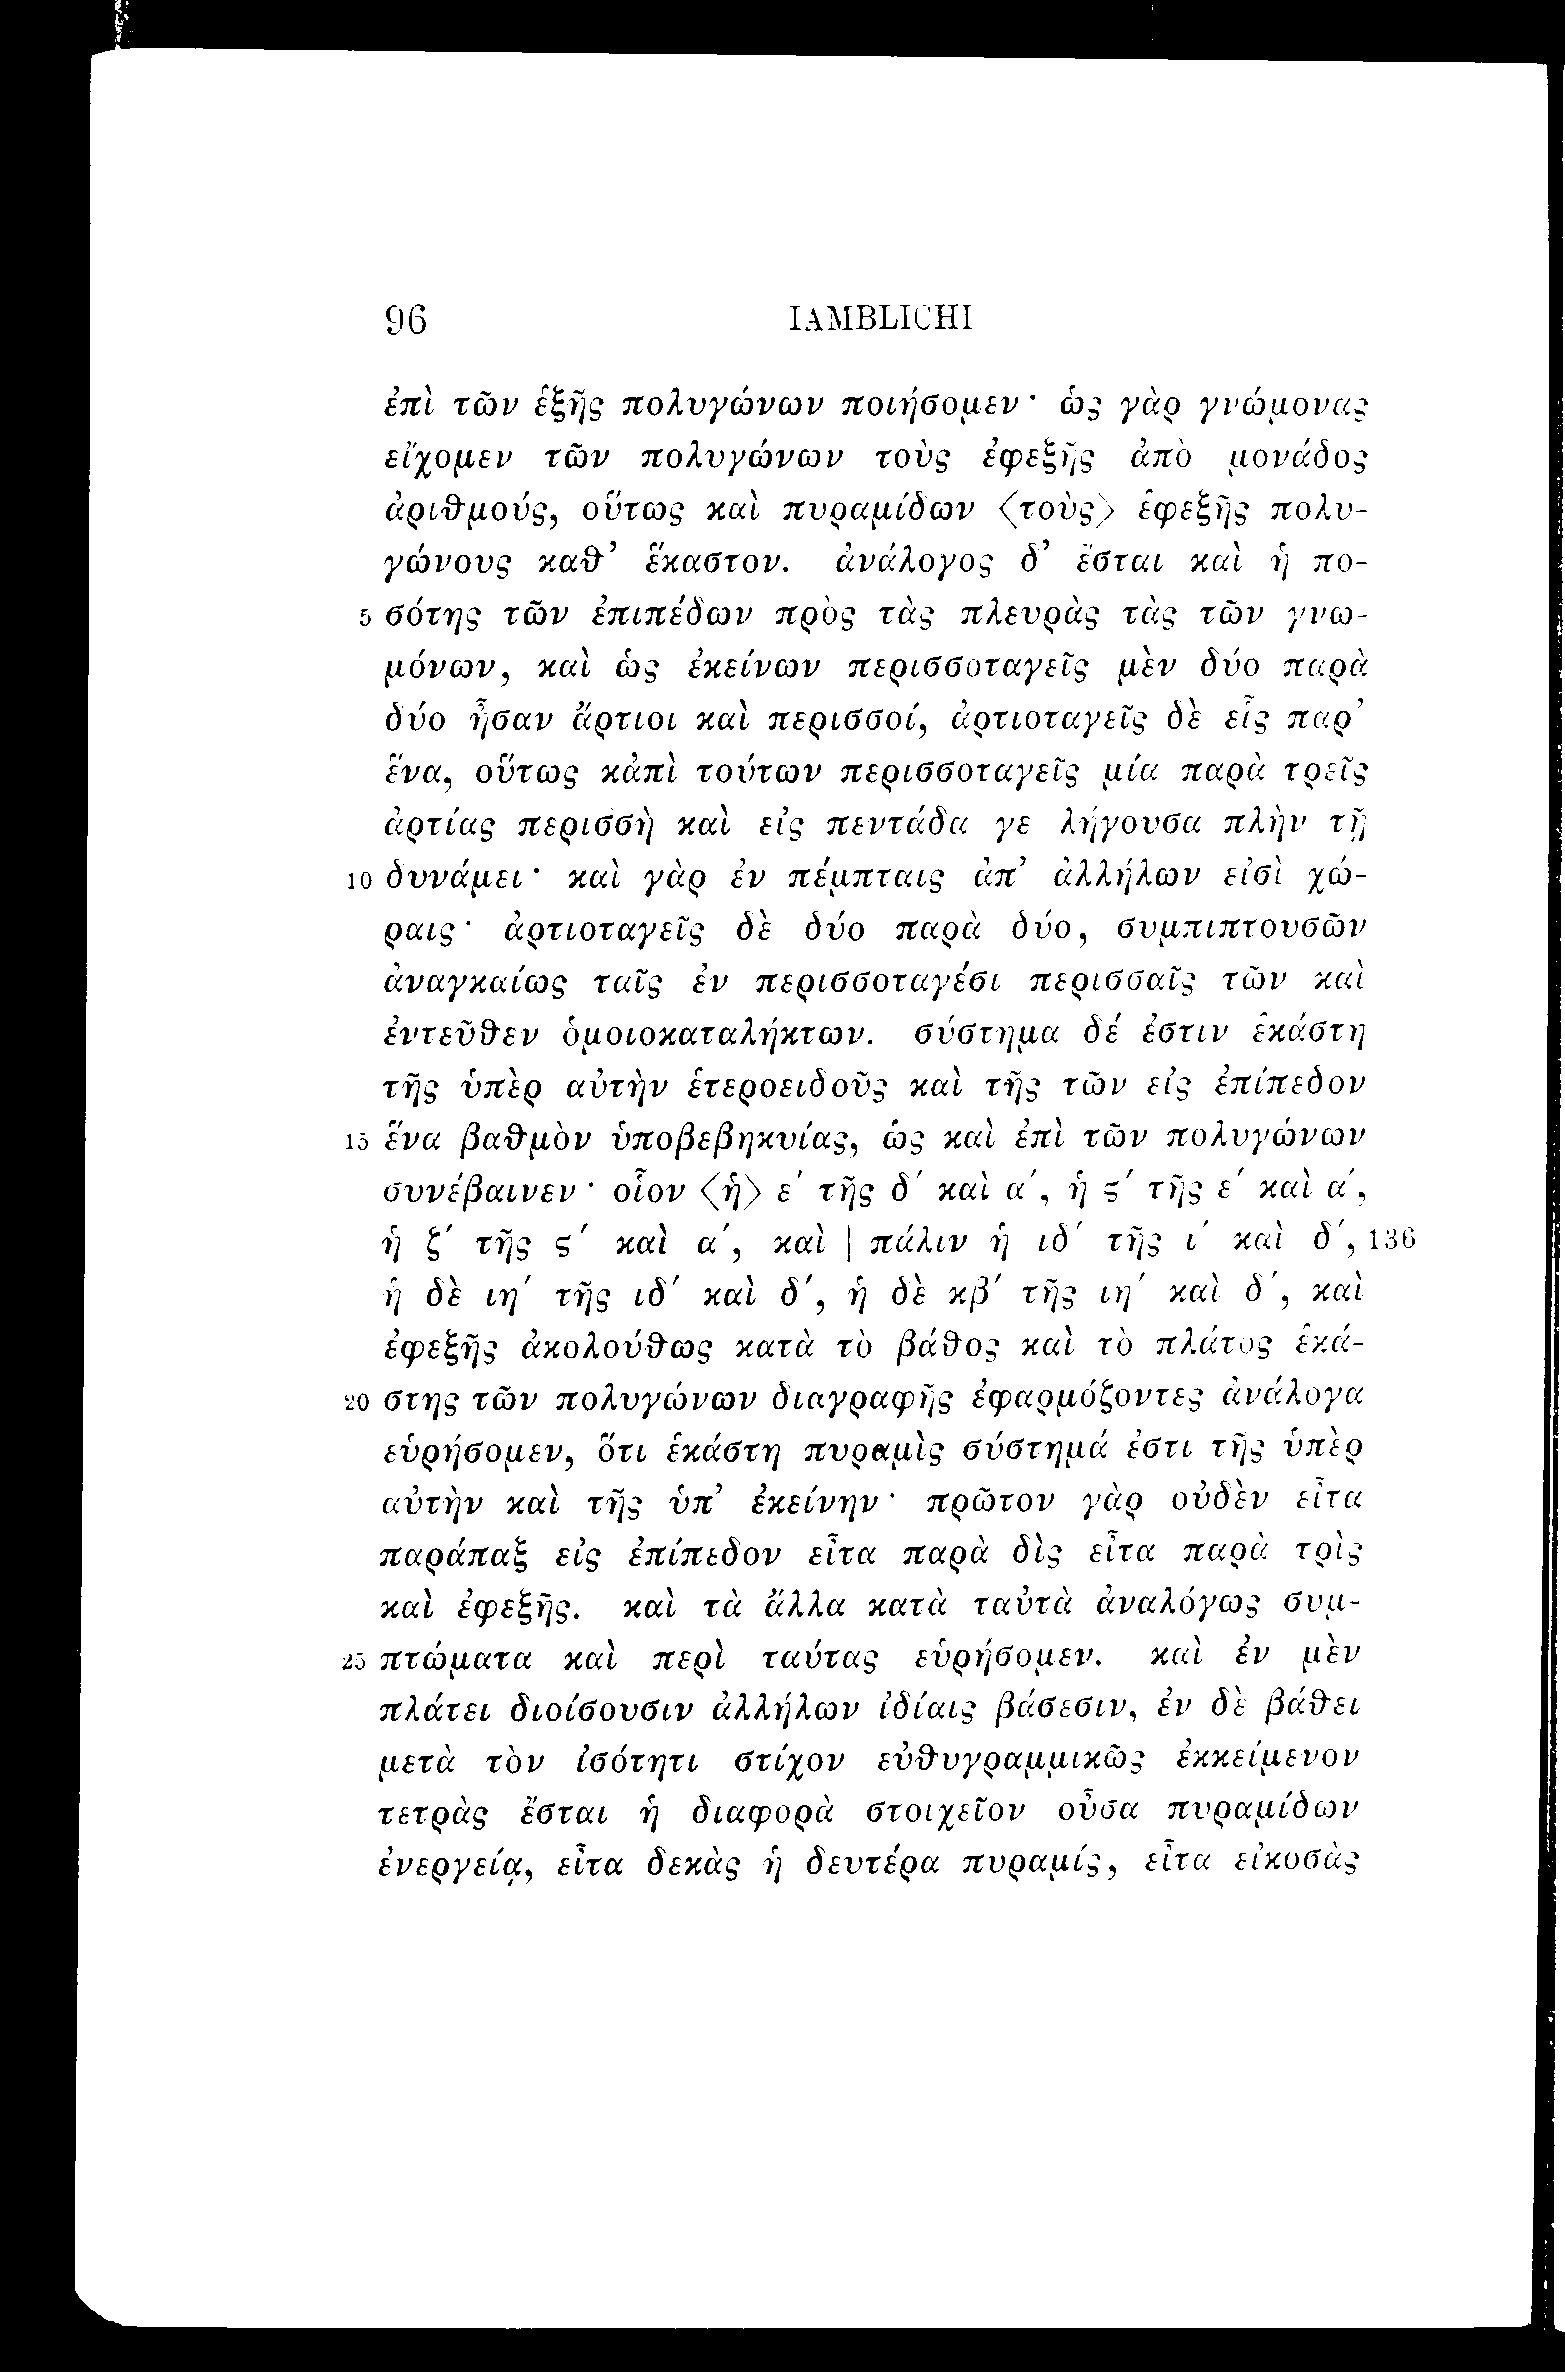 96 IAMBLICHI
ἐπὶ τῶν ἑξῆς πολυγώνων ποιήσομεν· ὡς γὰρ γνώμονας
εἴχομεν τῶν πολυγώνων τοὺς ἐφεξῆς ἀπὸ μονάδος
ἀριθμούς, οὕτως καὶ πυραμίδων ⟨τοὺς⟩ ἐφεξῆς πολυ-
γώνους καθ’ ἕκαστον. ἀνάλογος δ’ ἔσται καὶ ἡ πο-
5 σότης τῶν ἐπιπέδων πρὸς τὰς πλευρὰς τὰς τῶν γνω-
μόνων, καὶ ὡς ἐκείνων περισσοταγεῖς μὲν δύο παρὰ
δύο ἦσαν ἄρτιοι καὶ περισσοί, ἀρτιοταγεῖς δὲ εἷς παρ’
ἕνα, οὕτως κἀπὶ τούτων περισσοταγεῖς μία παρὰ τρεῖς
ἀρτίας περισσὴ καὶ εἰς πεντάδα γε λήγουσα πλὴν τῇ
10 δυνάμει· καὶ γὰρ ἐν πέμπταις ἀπ’ ἀλλήλων εἰσὶ χώ-
ραις· ἀρτιοταγεῖς δὲ δύο παρὰ δύο, συμπιπτουσῶν
ἀναγκαίως ταῖς ἐν περισσοταγέσι περισσαῖς τῶν καὶ
ἐντεῦθεν ὁμοιοκαταλήκτων. σύστημα δέ ἐστιν ἑκάστη
τῆς ὑπὲρ αὐτὴν ἑτεροειδοῦς καὶ τῆς τῶν εἰς ἐπίπεδον
15 ἕνα βαθμὸν ὑποβεβηκυίας, ὡς καὶ ἐπὶ τῶν πολυγώνων
συνέβαινεν· οἷον ⟨ἡ⟩ ε′ τῆς δ′ καὶ α′, ἡ ϛ′ τῆς ε′ καὶ α′,
ἡ ζ′ τῆς ϛ′ καὶ α′, καὶ | πάλιν ἡ ιδ′ τῆς ι′ καὶ δ′, 136
ἡ δὲ ιη′ τῆς ιδ′ καὶ δ′, ἡ δὲ κβ′ τῆς ιη′ καὶ δ′, καὶ
ἐφεξῆς ἀκολούθως κατὰ τὸ βάθος καὶ τὸ πλάτος ἑκά-
20 στης τῶν πολυγώνων διαγραφῆς ἐφαρμόζοντες ἀνάλογα
εὑρήσομεν, ὅτι ἑκάστη πυραμὶς σύστημά ἐστι τῆς ὑπὲρ
αὐτὴν καὶ τῆς ὑπ’ ἐκείνην· πρῶτον γὰρ οὐδὲν εἶτα
παράπαξ εἰς ἐπίπεδον εἶτα παρὰ δὶς εἶτα παρὰ τρὶς
καὶ ἐφεξῆς. καὶ τὰ ἄλλα κατὰ ταὐτὰ ἀναλόγως συμ-
25 πτώματα καὶ περὶ ταύτας εὑρήσομεν. καὶ ἐν μὲν
πλάτει διοίσουσιν ἀλλήλων ἰδίαις βάσεσιν, ἐν δὲ βάθει
μετὰ τὸν ἰσότητι στίχον εὐθυγραμμικῶς ἐκκείμενον
τετρὰς ἔσται ἡ διαφορὰ στοιχεῖον οὖσα πυραμίδων
ἐνεργείᾳ, εἶτα δεκὰς ἡ δευτέρα πυραμίς, εἶτα εἰκοσὰς